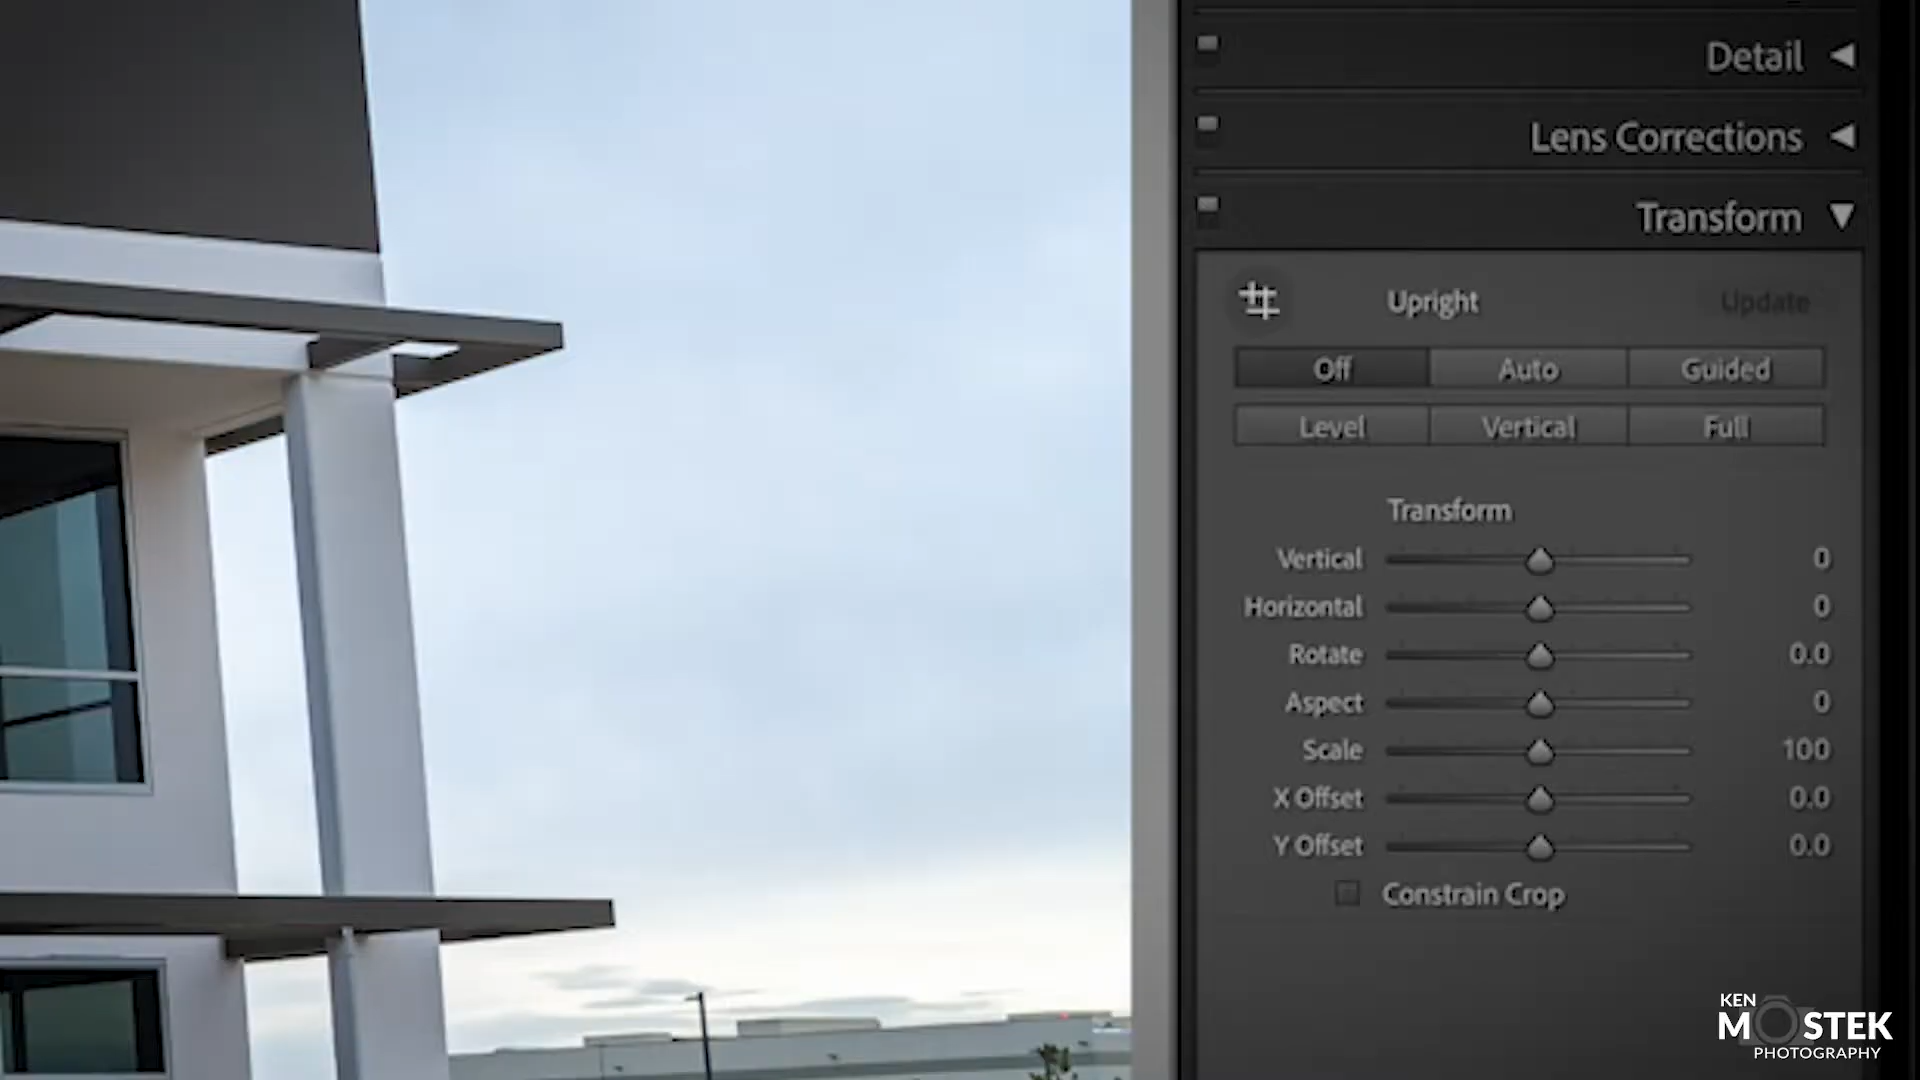 Detail
Lens Corrections
Transform
Upright Update
Off Auto Guided
Level Vertical Full
Transform
Vertical 0
Horizontal 0
Rotate 0.0
Aspect 0
Scale 100
X Offset 0.0
Y Offset 0.0
Constrain Crop
KEN
MOSTEK
PHOTOGRAPHY